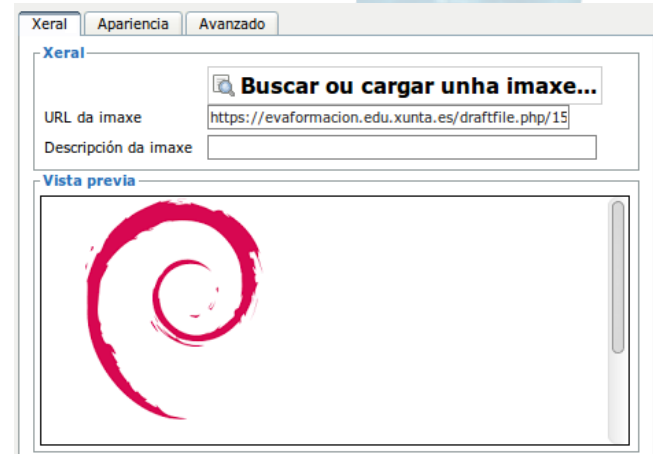 Xeral Apariencia Avanzado
Xeral
Buscar ou cargar unha imaxe...
URL da imaxe https://evaformacion.edu.xunta.es/draftfile.php/15
Descripción da imaxe
Vista previa